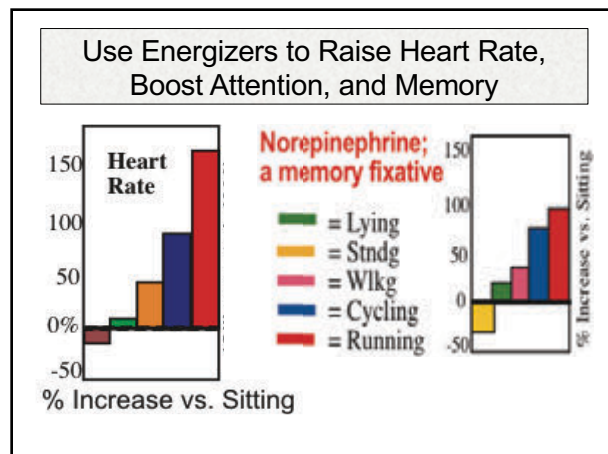 Use Energizers to Raise Heart Rate,
Boost Attention, and Memory
150
100
50
0%
-50
Heart
Rate
% Increase vs. Sitting
Norepinephrine;
a memory fixative
= Lying
= Stndg
= Wlkg
= Cycling
= Running
150
100
50
0
-50
% Increase vs. Sitting